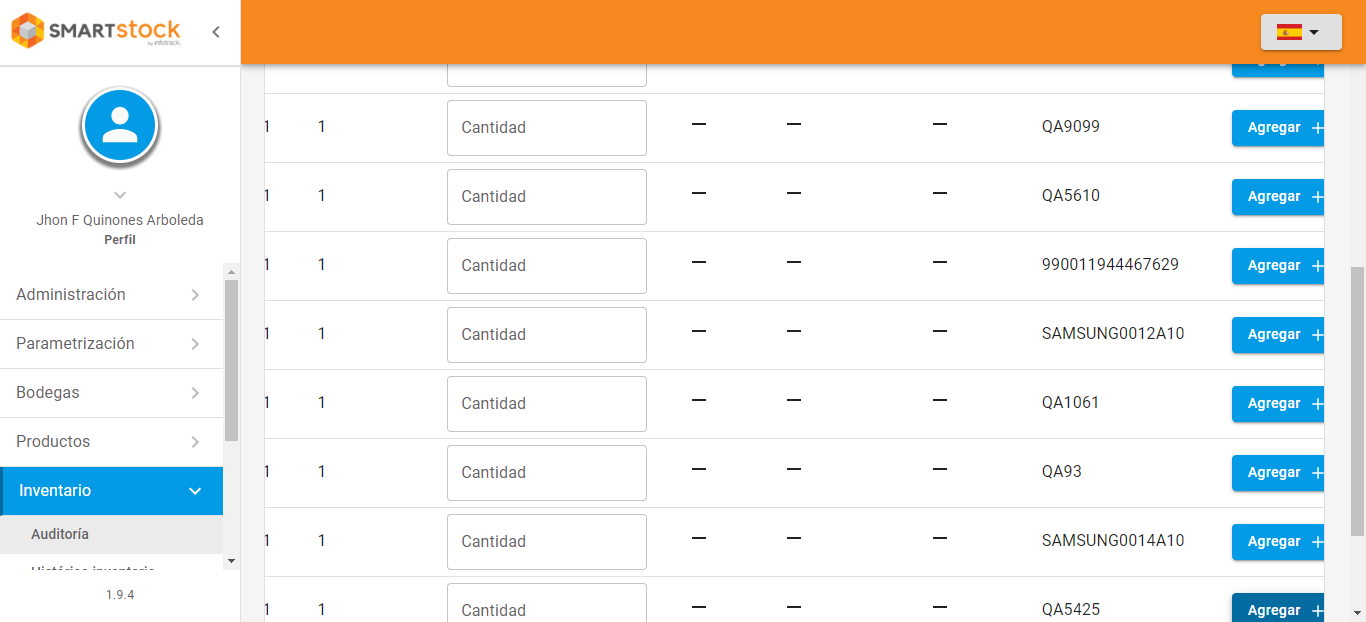 SMARTstock
by infotrack.
Jhon F Quinones Arboleda
Perfil
Administración
Parametrización
Bodegas
Productos
Inventario
Auditoría
Histórico inventario
1.9.4
1 1 Cantidad — — — QA9099 Agregar +
1 1 Cantidad — — — QA5610 Agregar +
1 1 Cantidad — — — 990011944467629 Agregar +
1 1 Cantidad — — — SAMSUNG0012A10 Agregar +
1 1 Cantidad — — — QA1061 Agregar +
1 1 Cantidad — — — QA93 Agregar +
1 1 Cantidad — — — SAMSUNG0014A10 Agregar +
1 1 Cantidad — — — QA5425 Agregar +